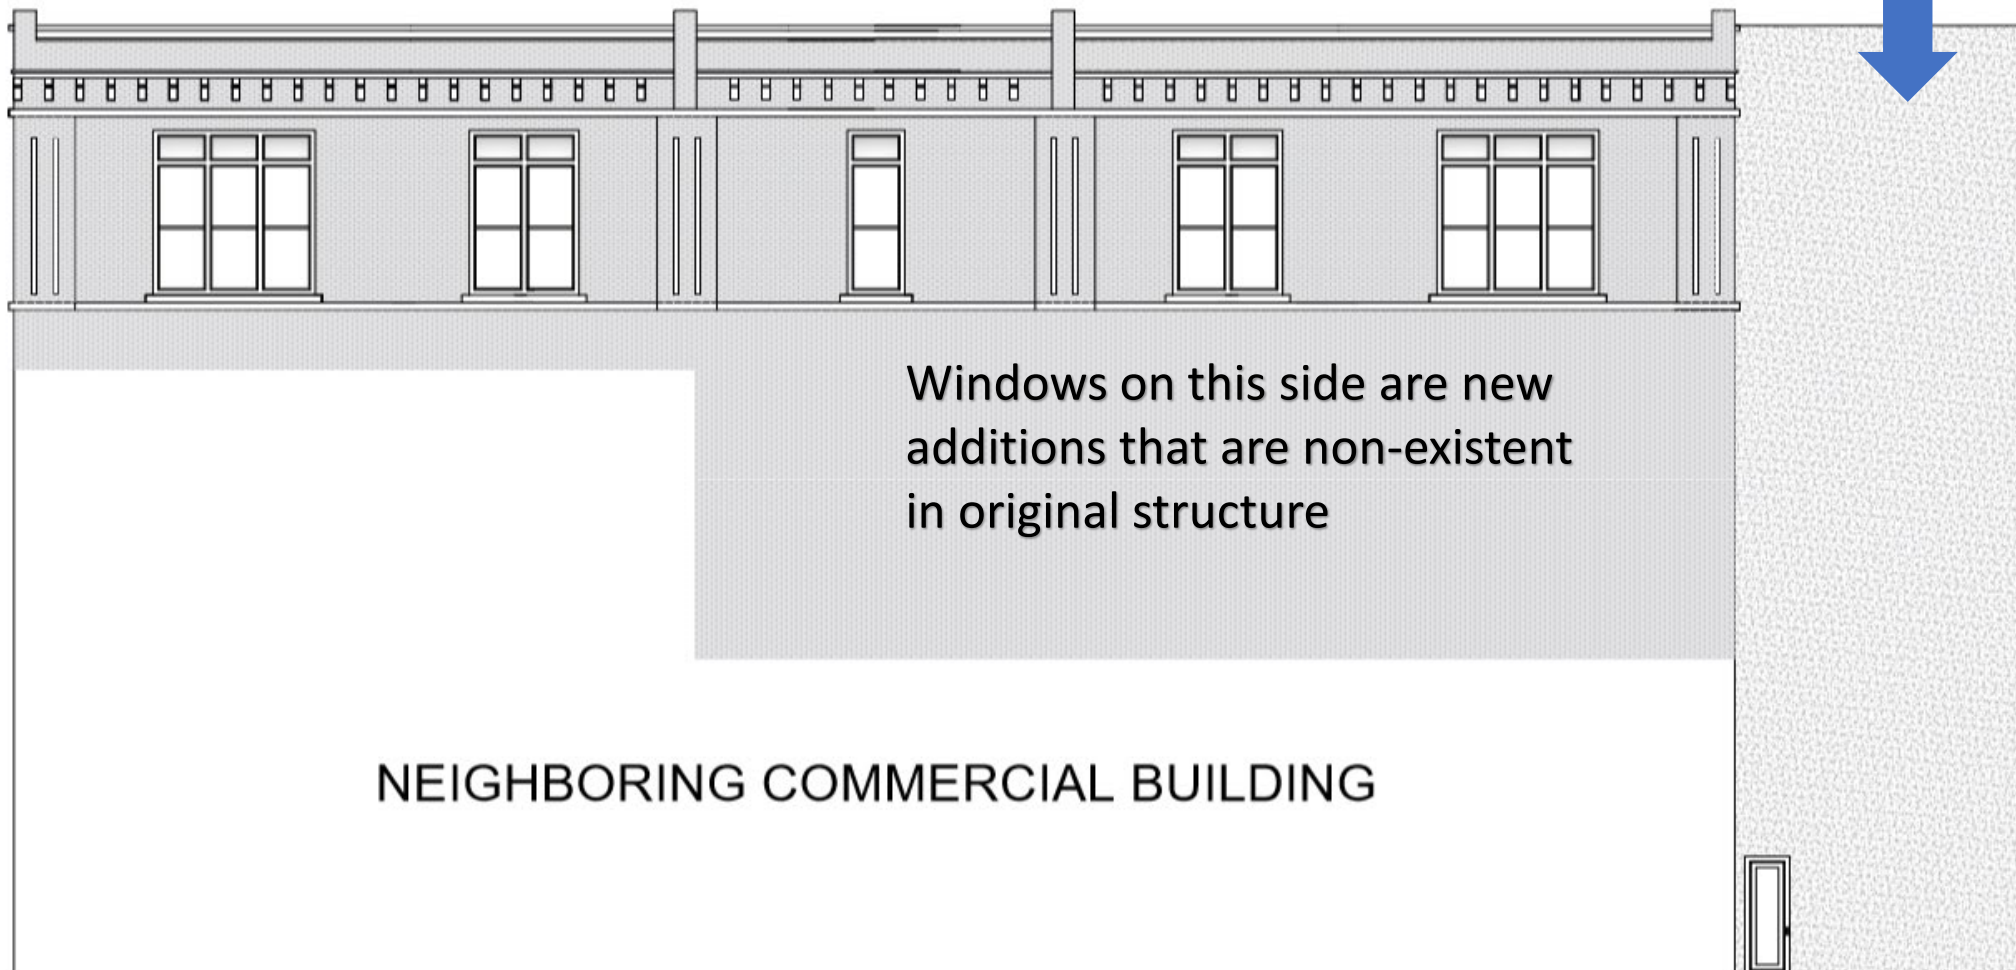 Windows on this side are new
additions that are non-existent
in original structure
NEIGHBORING COMMERCIAL BUILDING